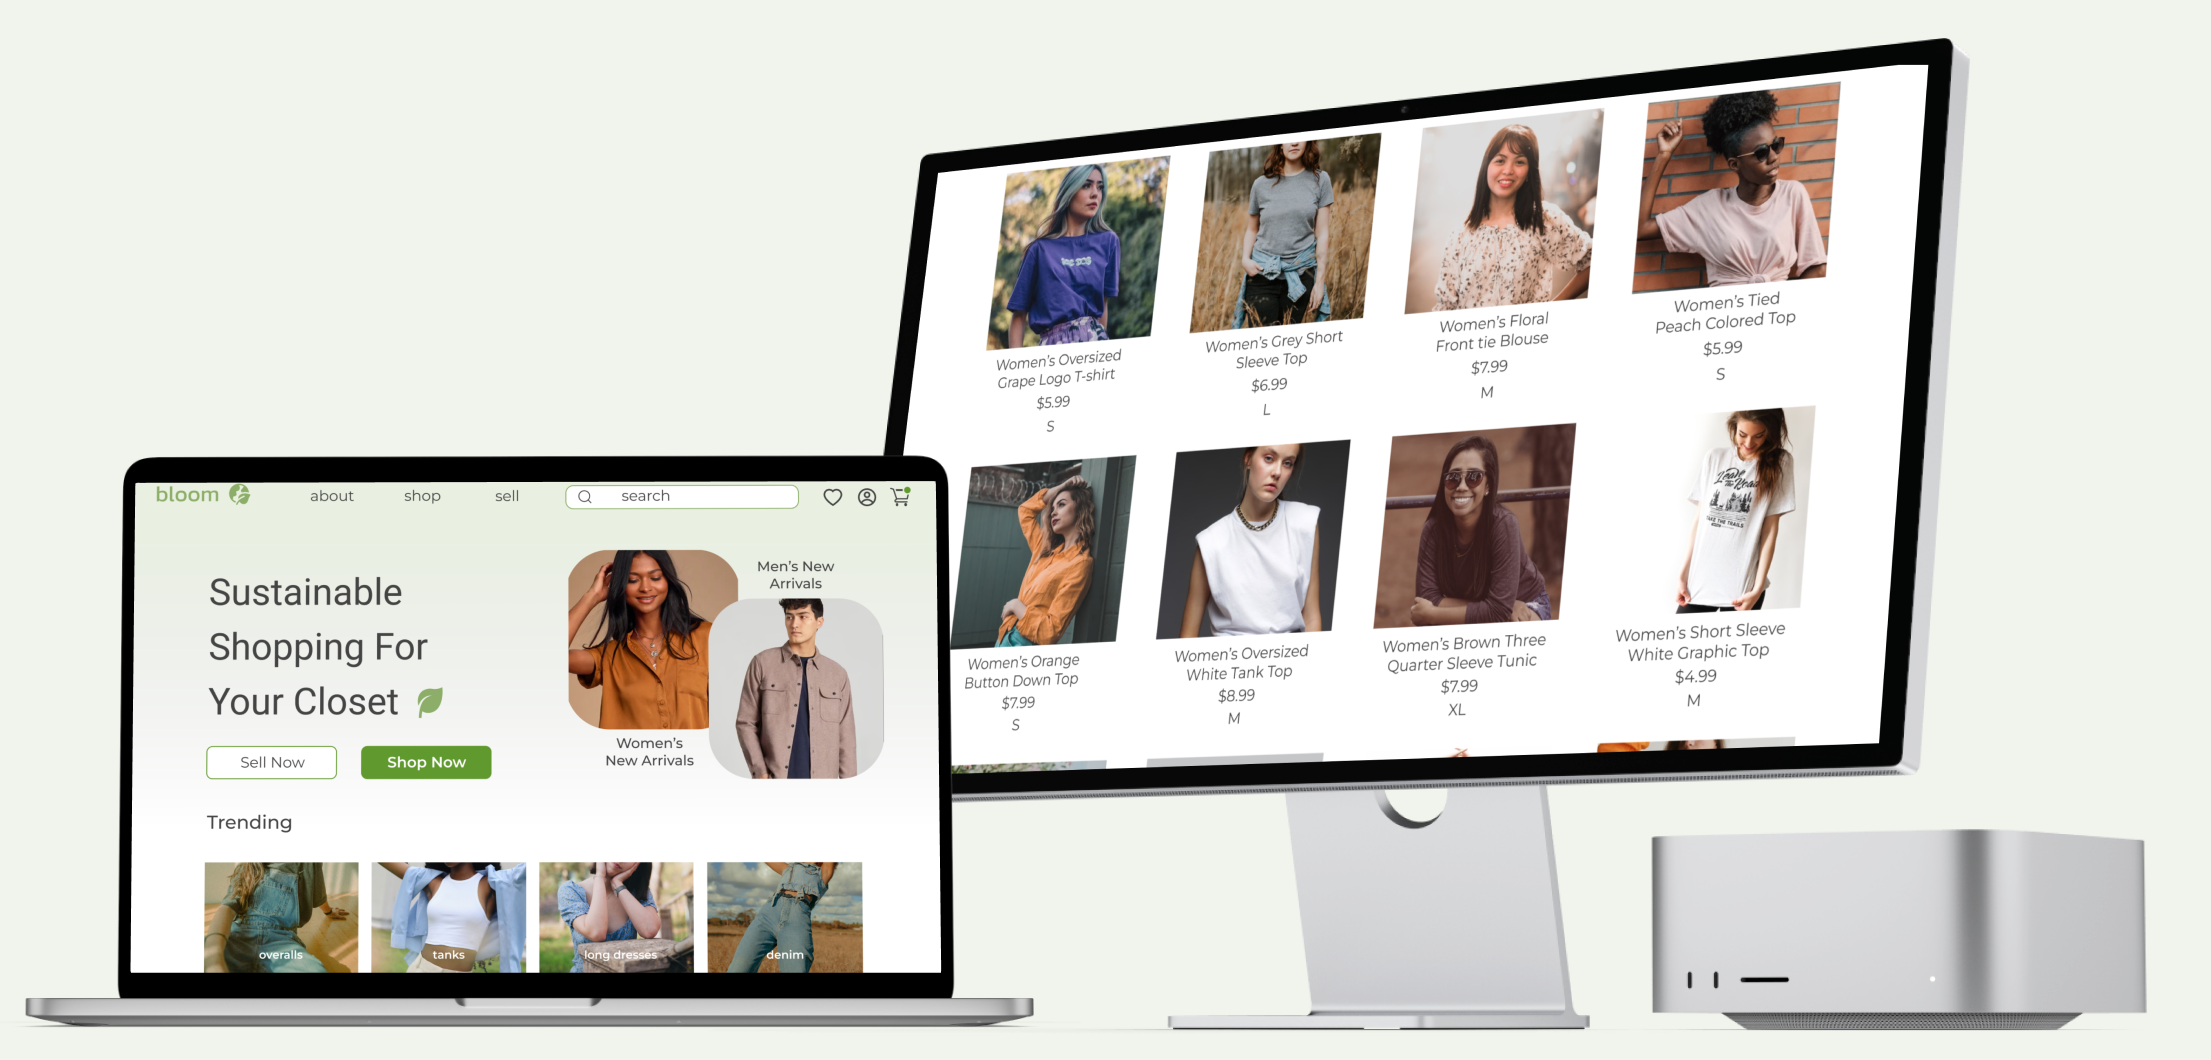 bloom
about
shop
sell
search
Sustainable
Shopping For
Your Closet
Sell Now
Shop Now
Men's New
Arrivals
Women's
New Arrivals
Trending
overalls
tanks
long dresses
denim
Women's Oversized
Grape Logo T-shirt
$5.99
S
Women's Grey Short
Sleeve Top
$6.99
L
Women's Floral
Front tie Blouse
$7.99
M
Women's Tied
Peach Colored Top
$5.99
S
Women's Orange
Button Down Top
$7.99
S
Women's Oversized
White Tank Top
$8.99
M
Women's Brown Three
Quarter Sleeve Tunic
$7.99
XL
TAKE THE TRAILS
Women's Short Sleeve
White Graphic Top
$4.99
M